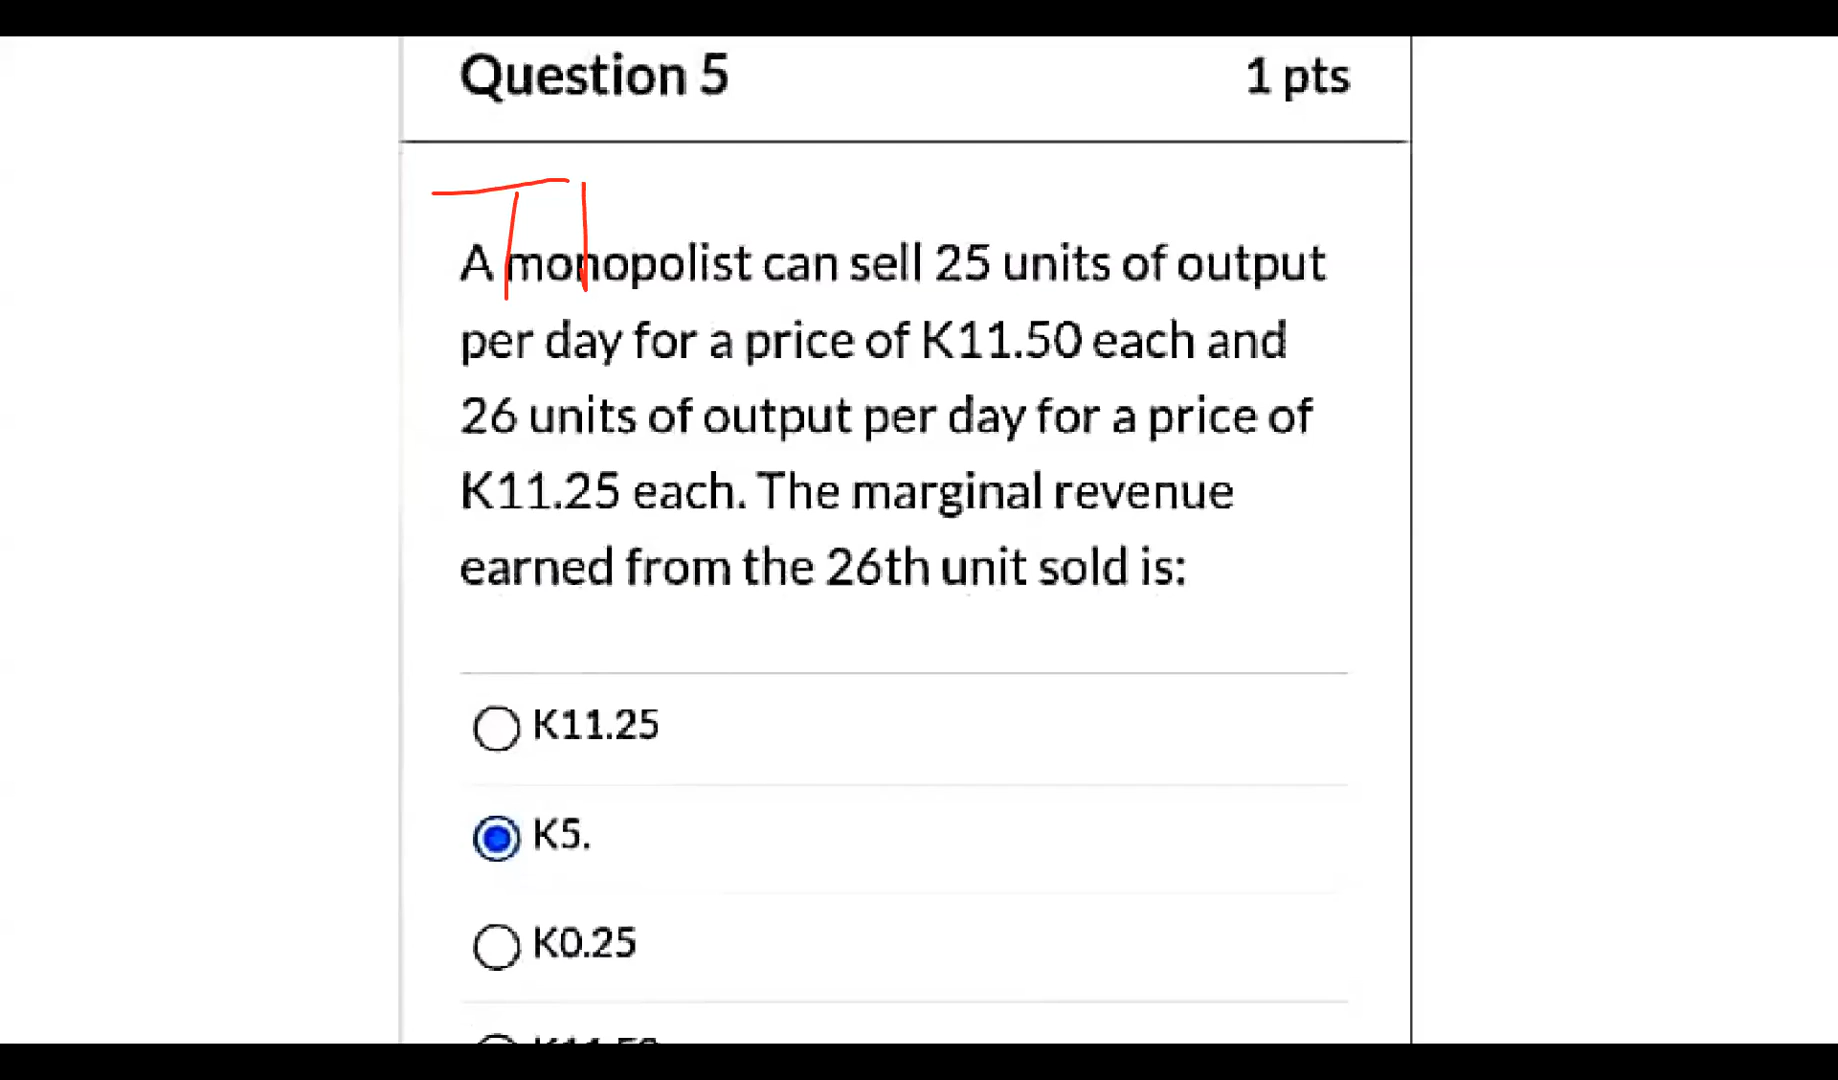 Question 5
1 pts
A monopolist can sell 25 units of output
per day for a price of K11.50 each and
26 units of output per day for a price of
K11.25 each. The marginal revenue
earned from the 26th unit sold is:
K11.25
K5.
K0.25